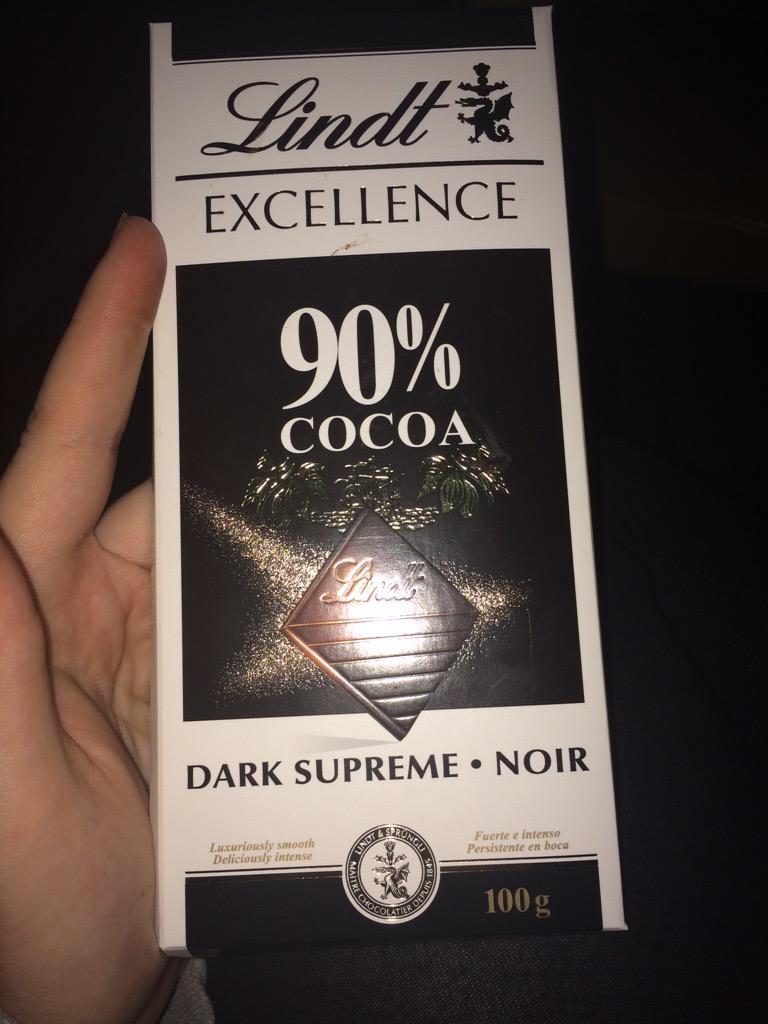 Lindt
EXCELLENCE
90%
COCOA
Lindt
DARK SUPREME • NOIR
Luxuriously smooth
Deliciously intense
Fuerte e intenso
Persistente en boca
LINDT & SPRÜNGLI
MAÎTRE CHOCOLATIER DEPUIS 1845
100g